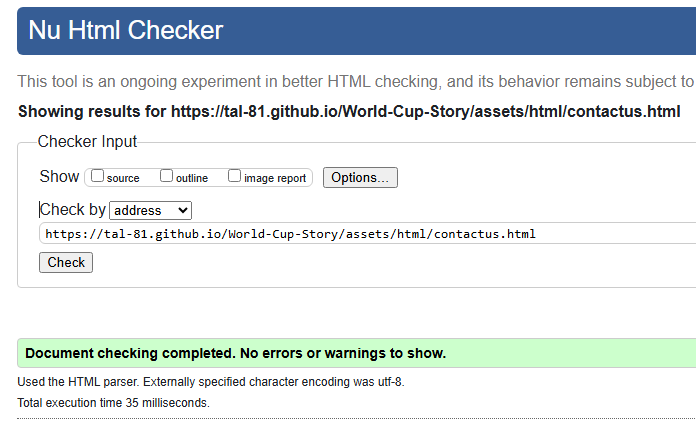 Nu Html Checker
This tool is an ongoing experiment in better HTML checking, and its behavior remains subject to
Showing results for https://tal-81.github.io/World-Cup-Story/assets/html/contactus.html
Checker Input
Show source outline image report Options...
Check by address
https://tal-81.github.io/World-Cup-Story/assets/html/contactus.html
Check
Document checking completed. No errors or warnings to show.
Used the HTML parser. Externally specified character encoding was utf-8.
Total execution time 35 milliseconds.